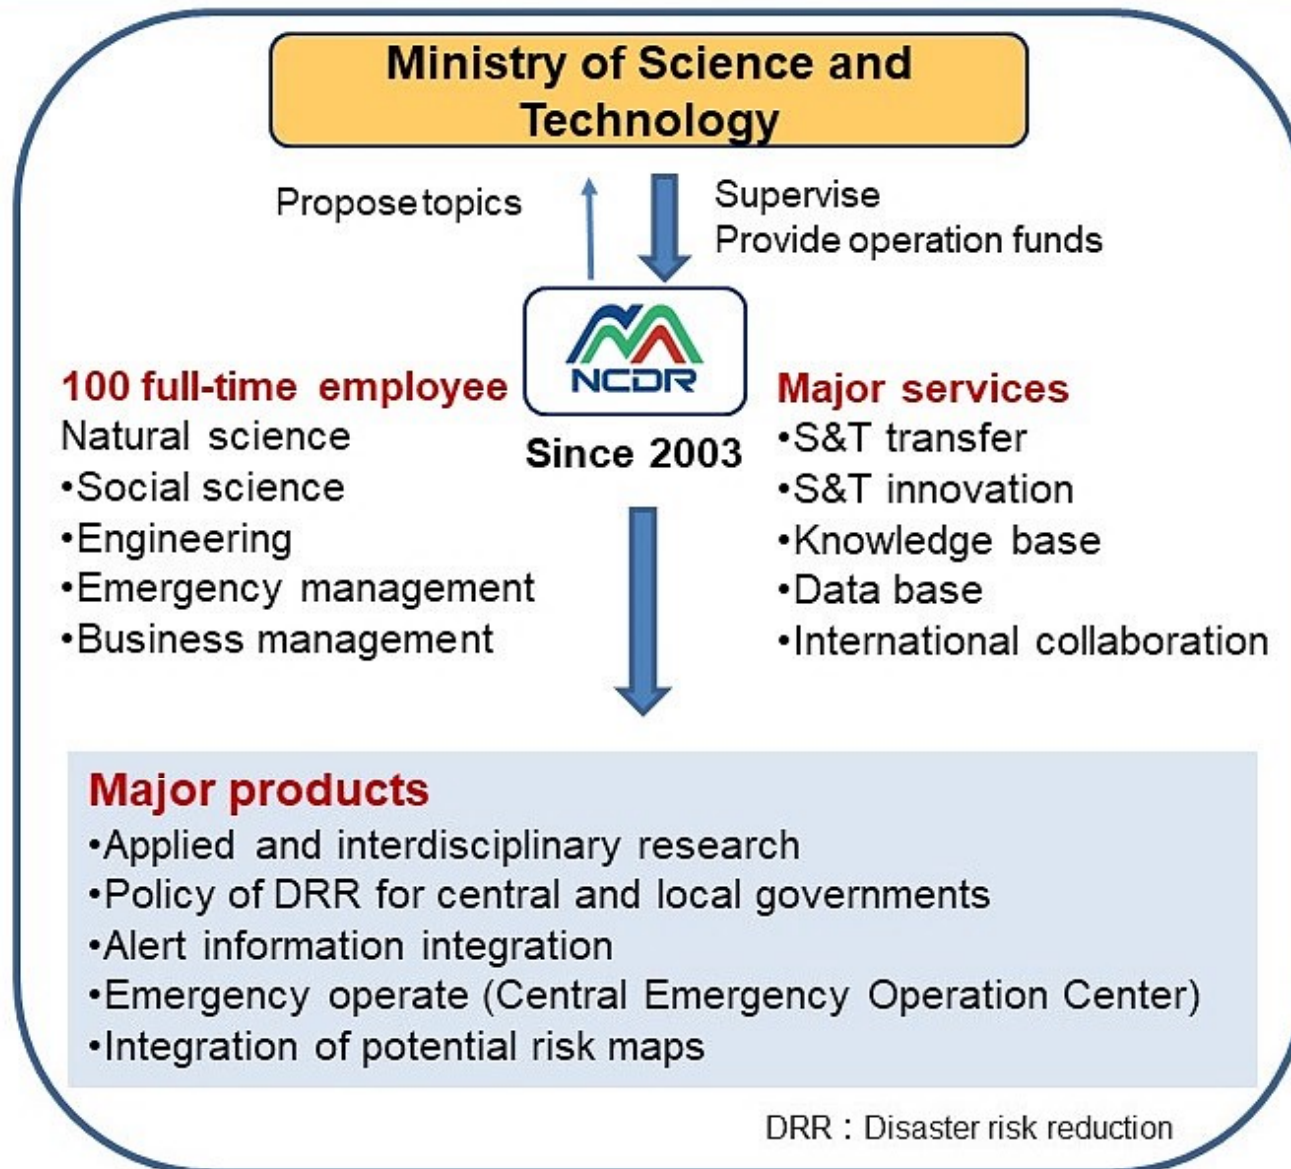 Ministry of Science and
Technology
Propose topics
Supervise
Provide operation funds
NCDR
Since 2003
100 full-time employee
Natural science
•Social science
•Engineering
•Emergency management
•Business management
Major services
•S&T transfer
•S&T innovation
•Knowledge base
•Data base
•International collaboration
Major products
•Applied and interdisciplinary research
•Policy of DRR for central and local governments
•Alert information integration
•Emergency operate (Central Emergency Operation Center)
•Integration of potential risk maps
DRR : Disaster risk reduction